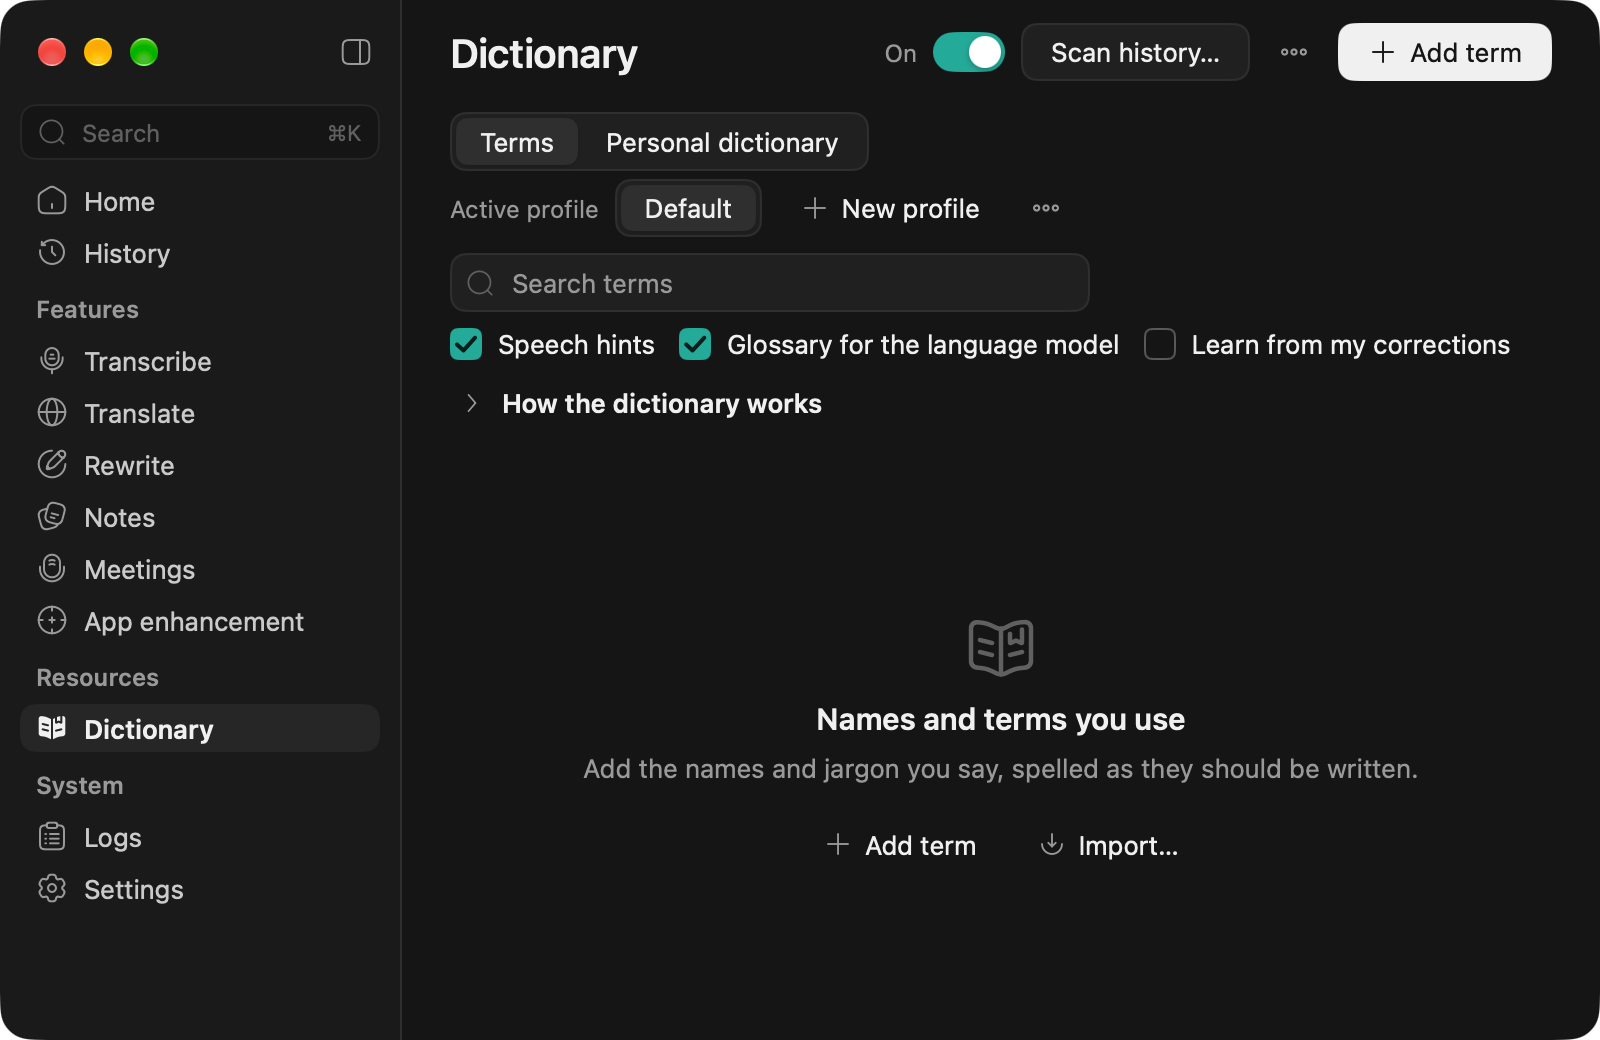 Dictionary
On
Scan history...
Add term
Search
⌘K
Home
History
Features
Transcribe
Translate
Rewrite
Notes
Meetings
App enhancement
Resources
Dictionary
System
Logs
Settings
Terms
Personal dictionary
Active profile
Default
New profile
Search terms
Speech hints
Glossary for the language model
Learn from my corrections
How the dictionary works
Names and terms you use
Add the names and jargon you say, spelled as they should be written.
Add term
Import...